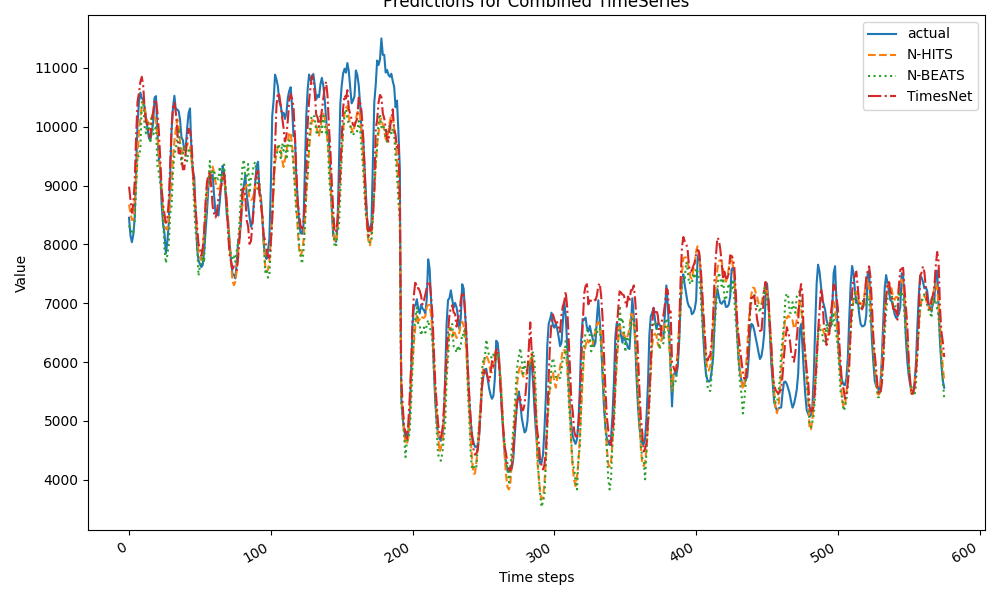 Predictions for Combined TimeSeries
actual
N-HITS
N-BEATS
TimesNet
11000
10000
9000
8000
7000
6000
5000
4000
Value
0
100
200
300
400
500
600
Time steps